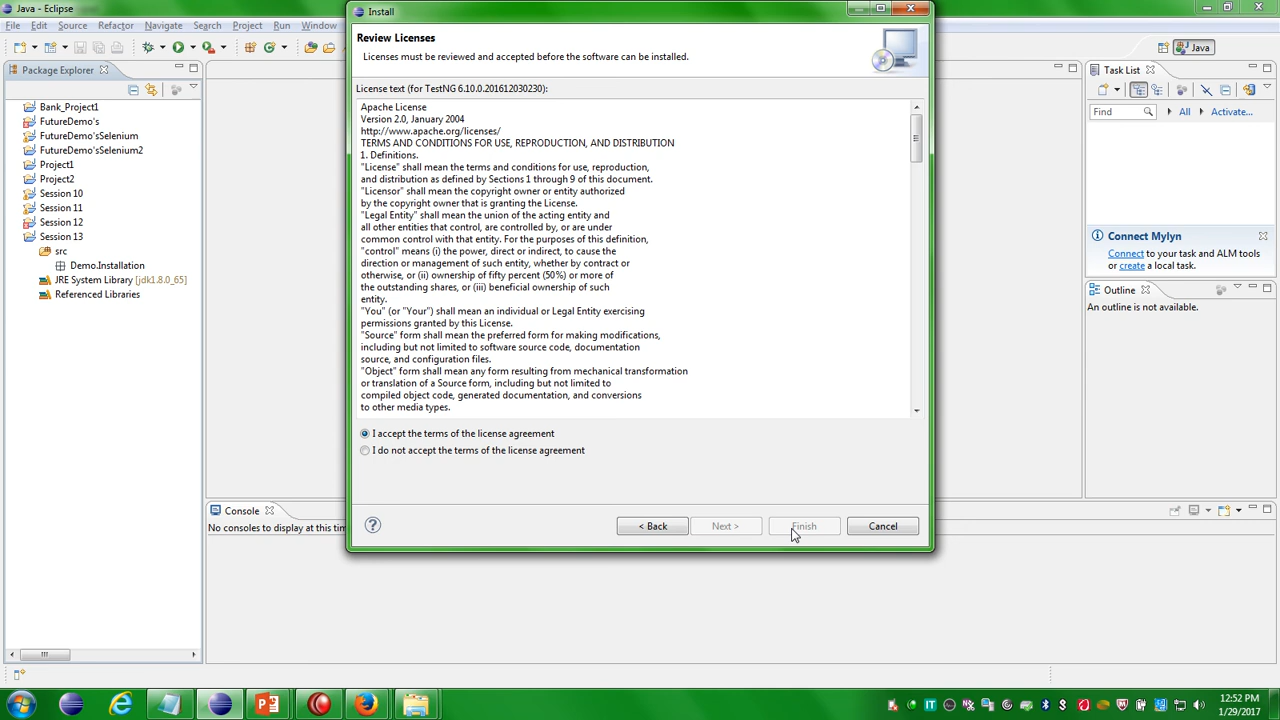 Java - Eclipse
Install
File Edit Source Refactor Navigate Search Project Run Window
Review Licenses
Licenses must be reviewed and accepted before the software can be installed.
Java
Package Explorer
Task List
License text (for TestNG 6.10.0.201612030230):
Find
All
Activate...
Bank_Project1
FutureDemo's
FutureDemo'sSelenium
FutureDemo'sSelenium2
Project1
Project2
Session 10
Session 11
Session 12
Session 13
src
Demo.Installation
JRE System Library [jdk1.8.0_65]
Referenced Libraries
Apache License
Version 2.0, January 2004
http://www.apache.org/licenses/
TERMS AND CONDITIONS FOR USE, REPRODUCTION, AND DISTRIBUTION
1. Definitions.
"License" shall mean the terms and conditions for use, reproduction,
and distribution as defined by Sections 1 through 9 of this document.
"Licensor" shall mean the copyright owner or entity authorized
by the copyright owner that is granting the License.
"Legal Entity" shall mean the union of the acting entity and
all other entities that control, are controlled by, or are under
common control with that entity. For the purposes of this definition,
"control" means (i) the power, direct or indirect, to cause the
direction or management of such entity, whether by contract or
otherwise, or (ii) ownership of fifty percent (50%) or more of
the outstanding shares, or (iii) beneficial ownership of such
entity.
"You" (or "Your") shall mean an individual or Legal Entity exercising
permissions granted by this License.
"Source" form shall mean the preferred form for making modifications,
including but not limited to software source code, documentation
source, and configuration files.
"Object" form shall mean any form resulting from mechanical transformation
or translation of a Source form, including but not limited to
compiled object code, generated documentation, and conversions
to other media types.
Connect Mylyn
Connect to your task and ALM tools
or create a local task.
Outline
An outline is not available.
I accept the terms of the license agreement
I do not accept the terms of the license agreement
< Back
Next >
Finish
Cancel
Console
No consoles to display at this tim
IT
12:52 PM
1/29/2017